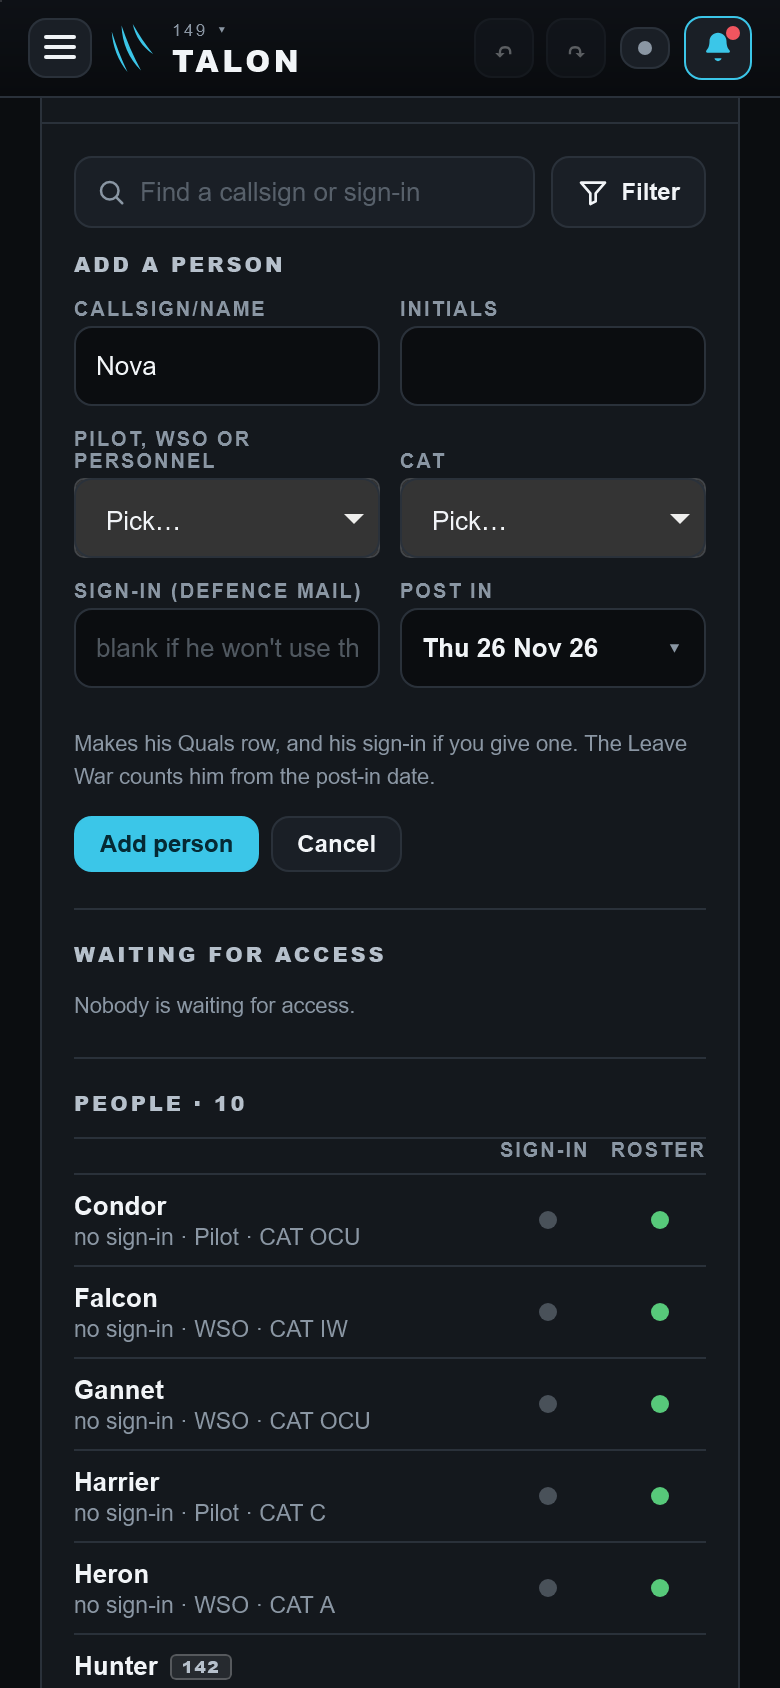 149 ▾
TALON
Find a callsign or sign-in
Filter
ADD A PERSON
CALLSIGN/NAME
INITIALS
Nova
PILOT, WSO OR
PERSONNEL
CAT
Pick...
Pick...
SIGN-IN (DEFENCE MAIL)
POST IN
blank if he won't use th
Thu 26 Nov 26 ▾
Makes his Quals row, and his sign-in if you give one. The Leave
War counts him from the post-in date.
Add person
Cancel
WAITING FOR ACCESS
Nobody is waiting for access.
PEOPLE · 10
SIGN-IN ROSTER
Condor
no sign-in · Pilot · CAT OCU
Falcon
no sign-in · WSO · CAT IW
Gannet
no sign-in · WSO · CAT OCU
Harrier
no sign-in · Pilot · CAT C
Heron
no sign-in · WSO · CAT A
Hunter 142